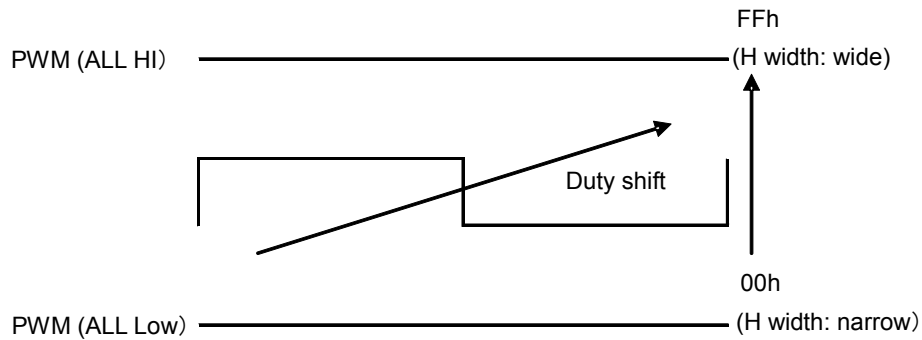 FFh
PWM (ALL HI） (H width: wide)
Duty shift
00h
PWM (ALL Low） (H width: narrow）